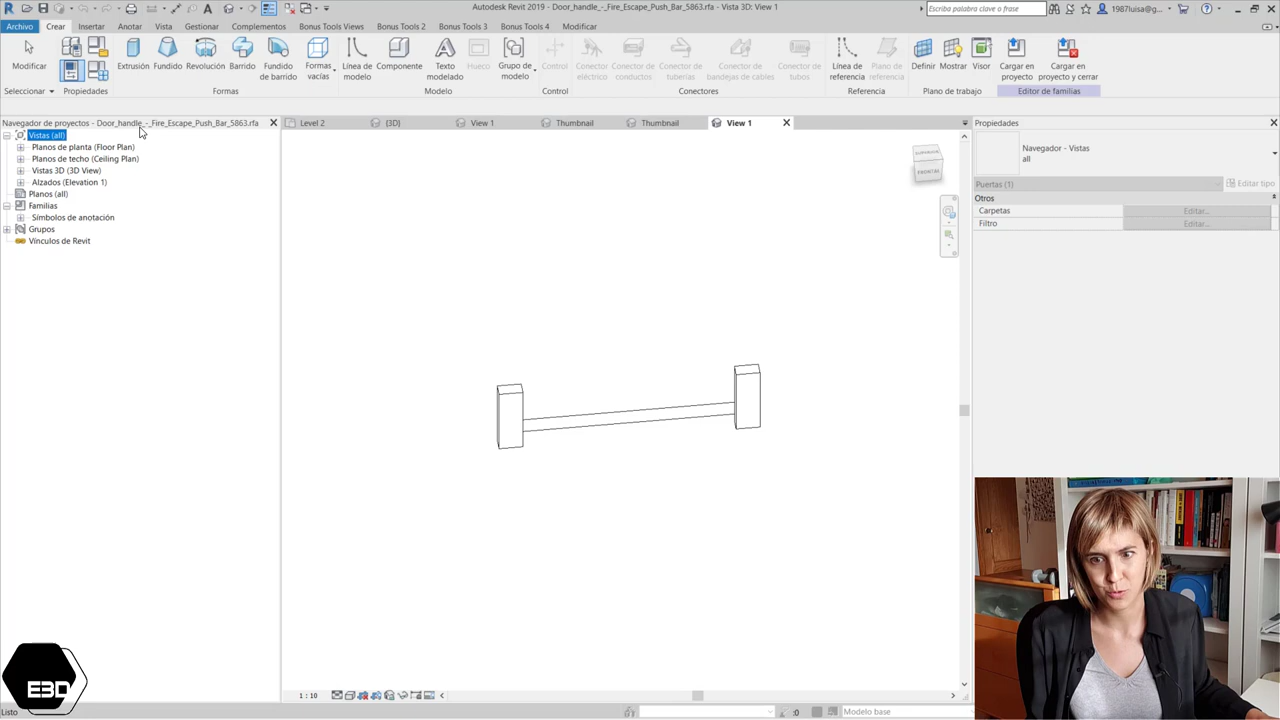 Autodesk Revit 2019 - Door_handle_-_Fire_Escape_Push_Bar_5863.rfa - Vista 3D: View 1
Escriba palabra clave o frase
1987luisa@g...
Archivo Crear Insertar Anotar Vista Gestionar Complementos Bonus Tools Views Bonus Tools 2 Bonus Tools 3 Bonus Tools 4 Modificar
Modificar Extrusión Fundido Revolución Barrido Fundido de barrido Formas vacías Línea de modelo Componente Texto modelado Hueco Grupo de modelo Control Conector eléctrico Conector de conductos Conector de tuberías Conector de bandejas de cables Conector de tubos Línea de referencia Plano de referencia Definir Mostrar Visor Cargar en proyecto Cargar en proyecto y cerrar
Seleccionar Propiedades Formas Modelo Control Conectores Referencia Plano de trabajo Editor de familias
Navegador de proyectos - Door_handle_-_Fire_Escape_Push_Bar_5863.rfa
Vistas (all)
Planos de planta (Floor Plan)
Planos de techo (Ceiling Plan)
Vistas 3D (3D View)
Alzados (Elevation 1)
Planos (all)
Familias
Símbolos de anotación
Grupos
Vínculos de Revit
Level 2 {3D} View 1 Thumbnail Thumbnail View 1
FRONTAL
Propiedades
Navegador - Vistas
all
Puertas (1) Editar tipo
Otros
Carpetas Editar...
Filtro Editar...
E3D
1 : 10
Listo
:0 Modelo base